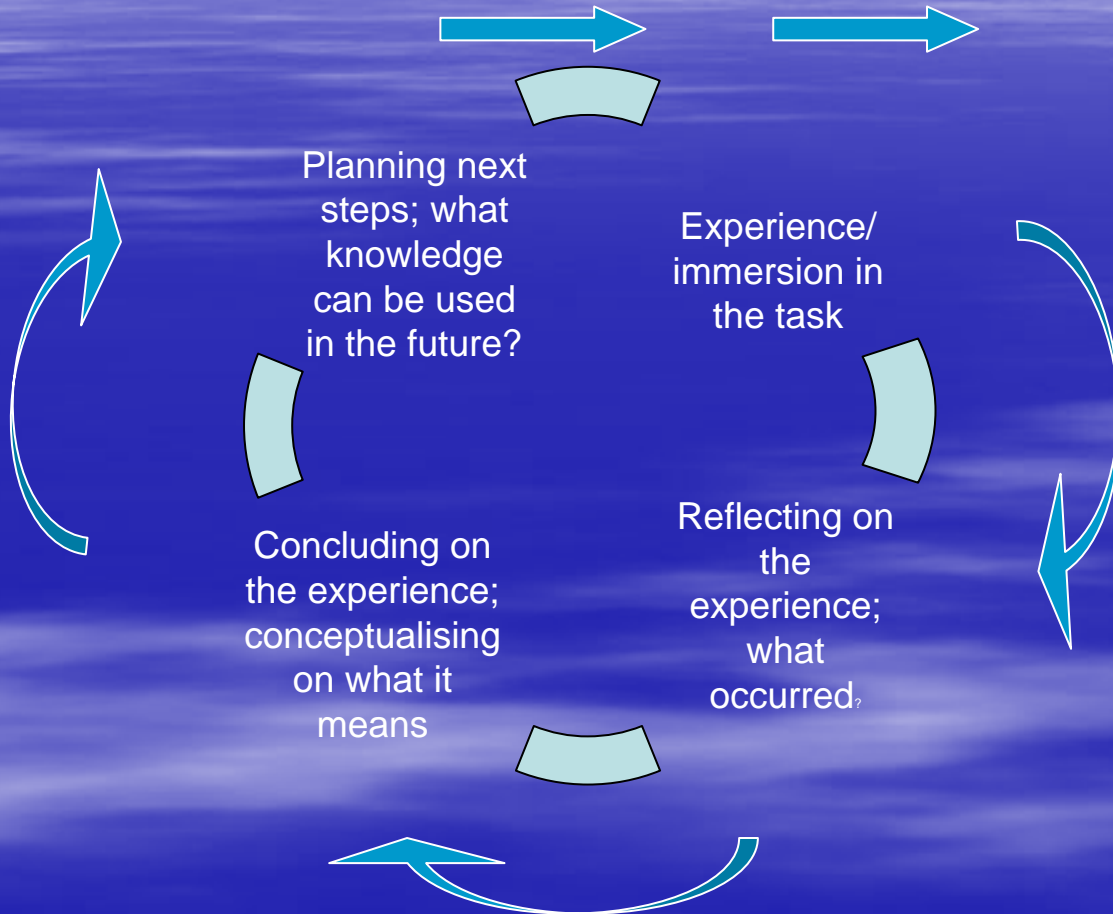 Planning next
steps; what
knowledge
can be used
in the future?
Experience/
immersion in
the task
Reflecting on
the
experience;
what
occurred?
Concluding on
the experience;
conceptualising
on what it
means